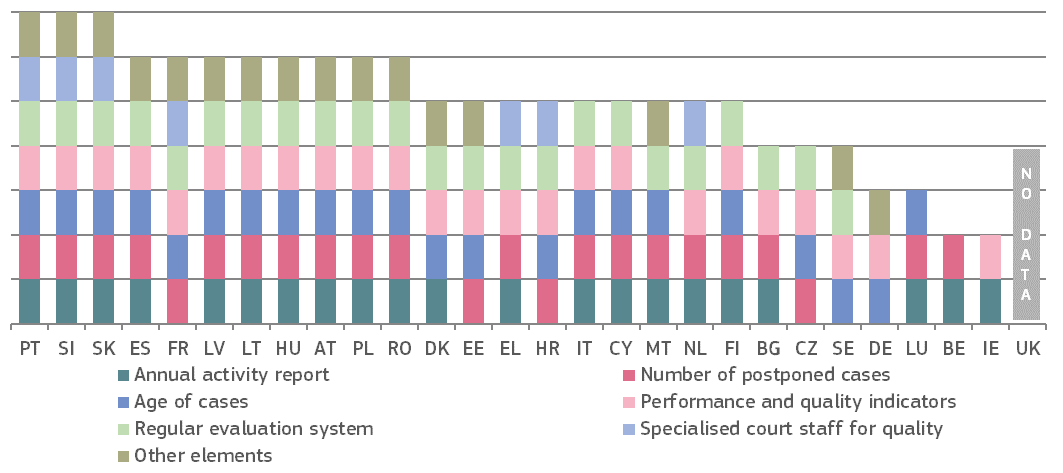 NO DATA
PT SI SK ES FR LV LT HU AT PL RO DK EE EL HR IT CY MT NL FI BG CZ SE DE LU BE IE UK
Annual activity report
Number of postponed cases
Age of cases
Performance and quality indicators
Regular evaluation system
Specialised court staff for quality
Other elements